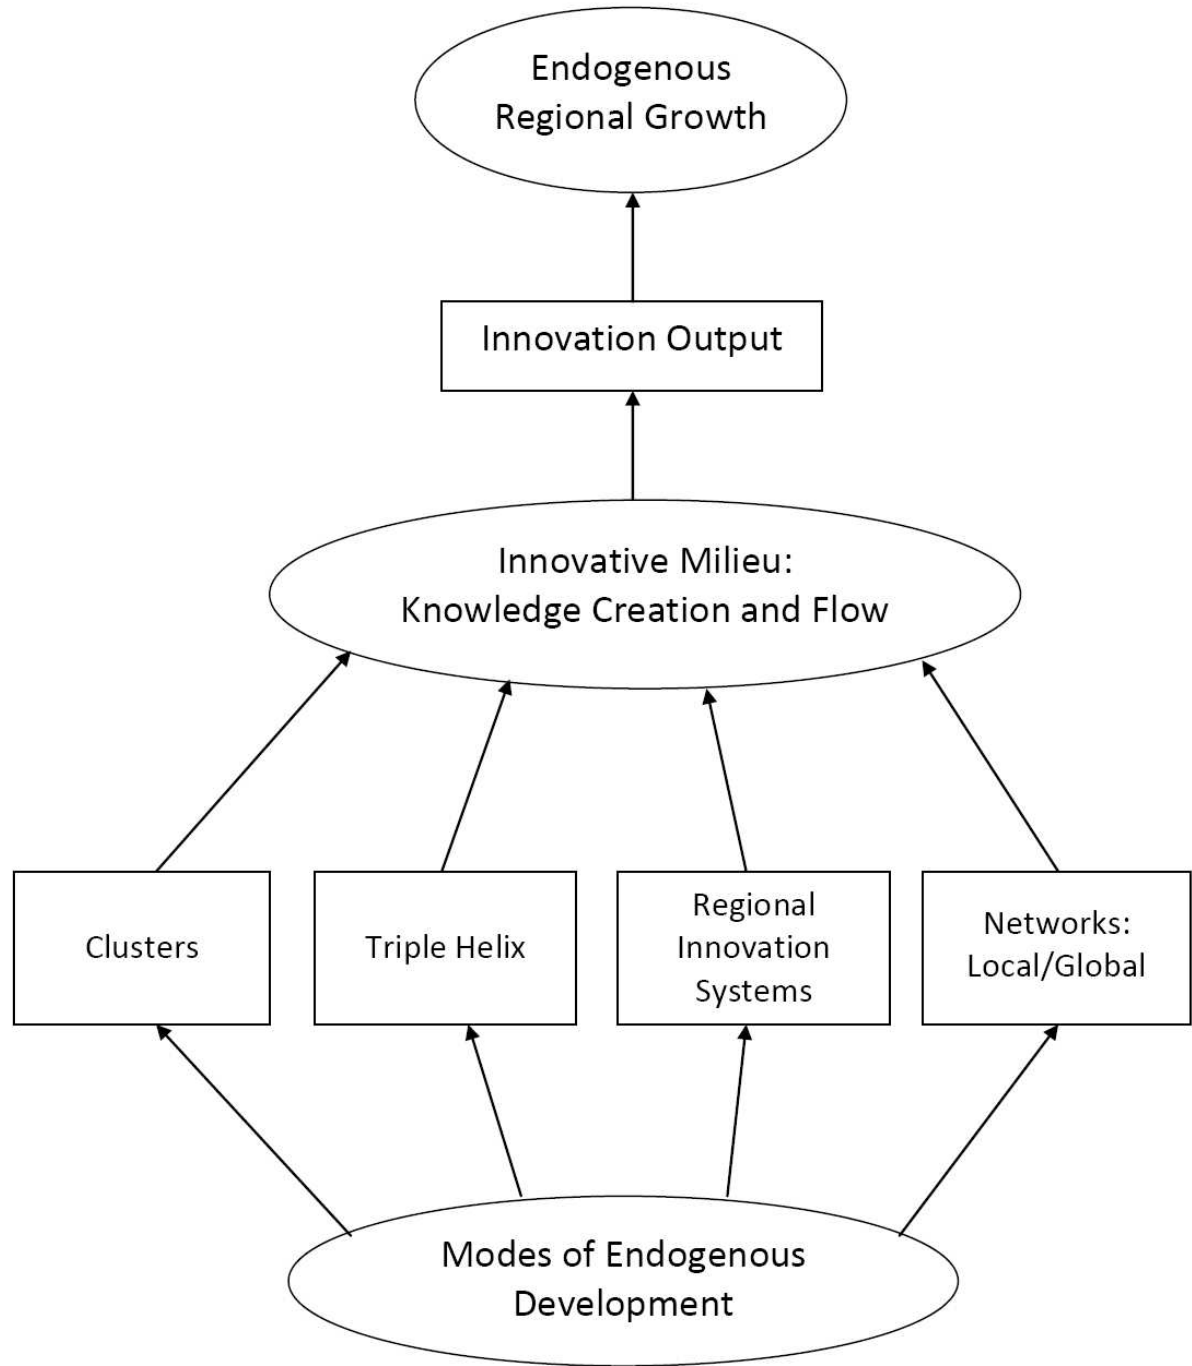 Endogenous
Regional Growth
Innovation Output
Innovative Milieu:
Knowledge Creation and Flow
Clusters
Triple Helix
Regional
Innovation
Systems
Networks:
Local/Global
Modes of Endogenous
Development